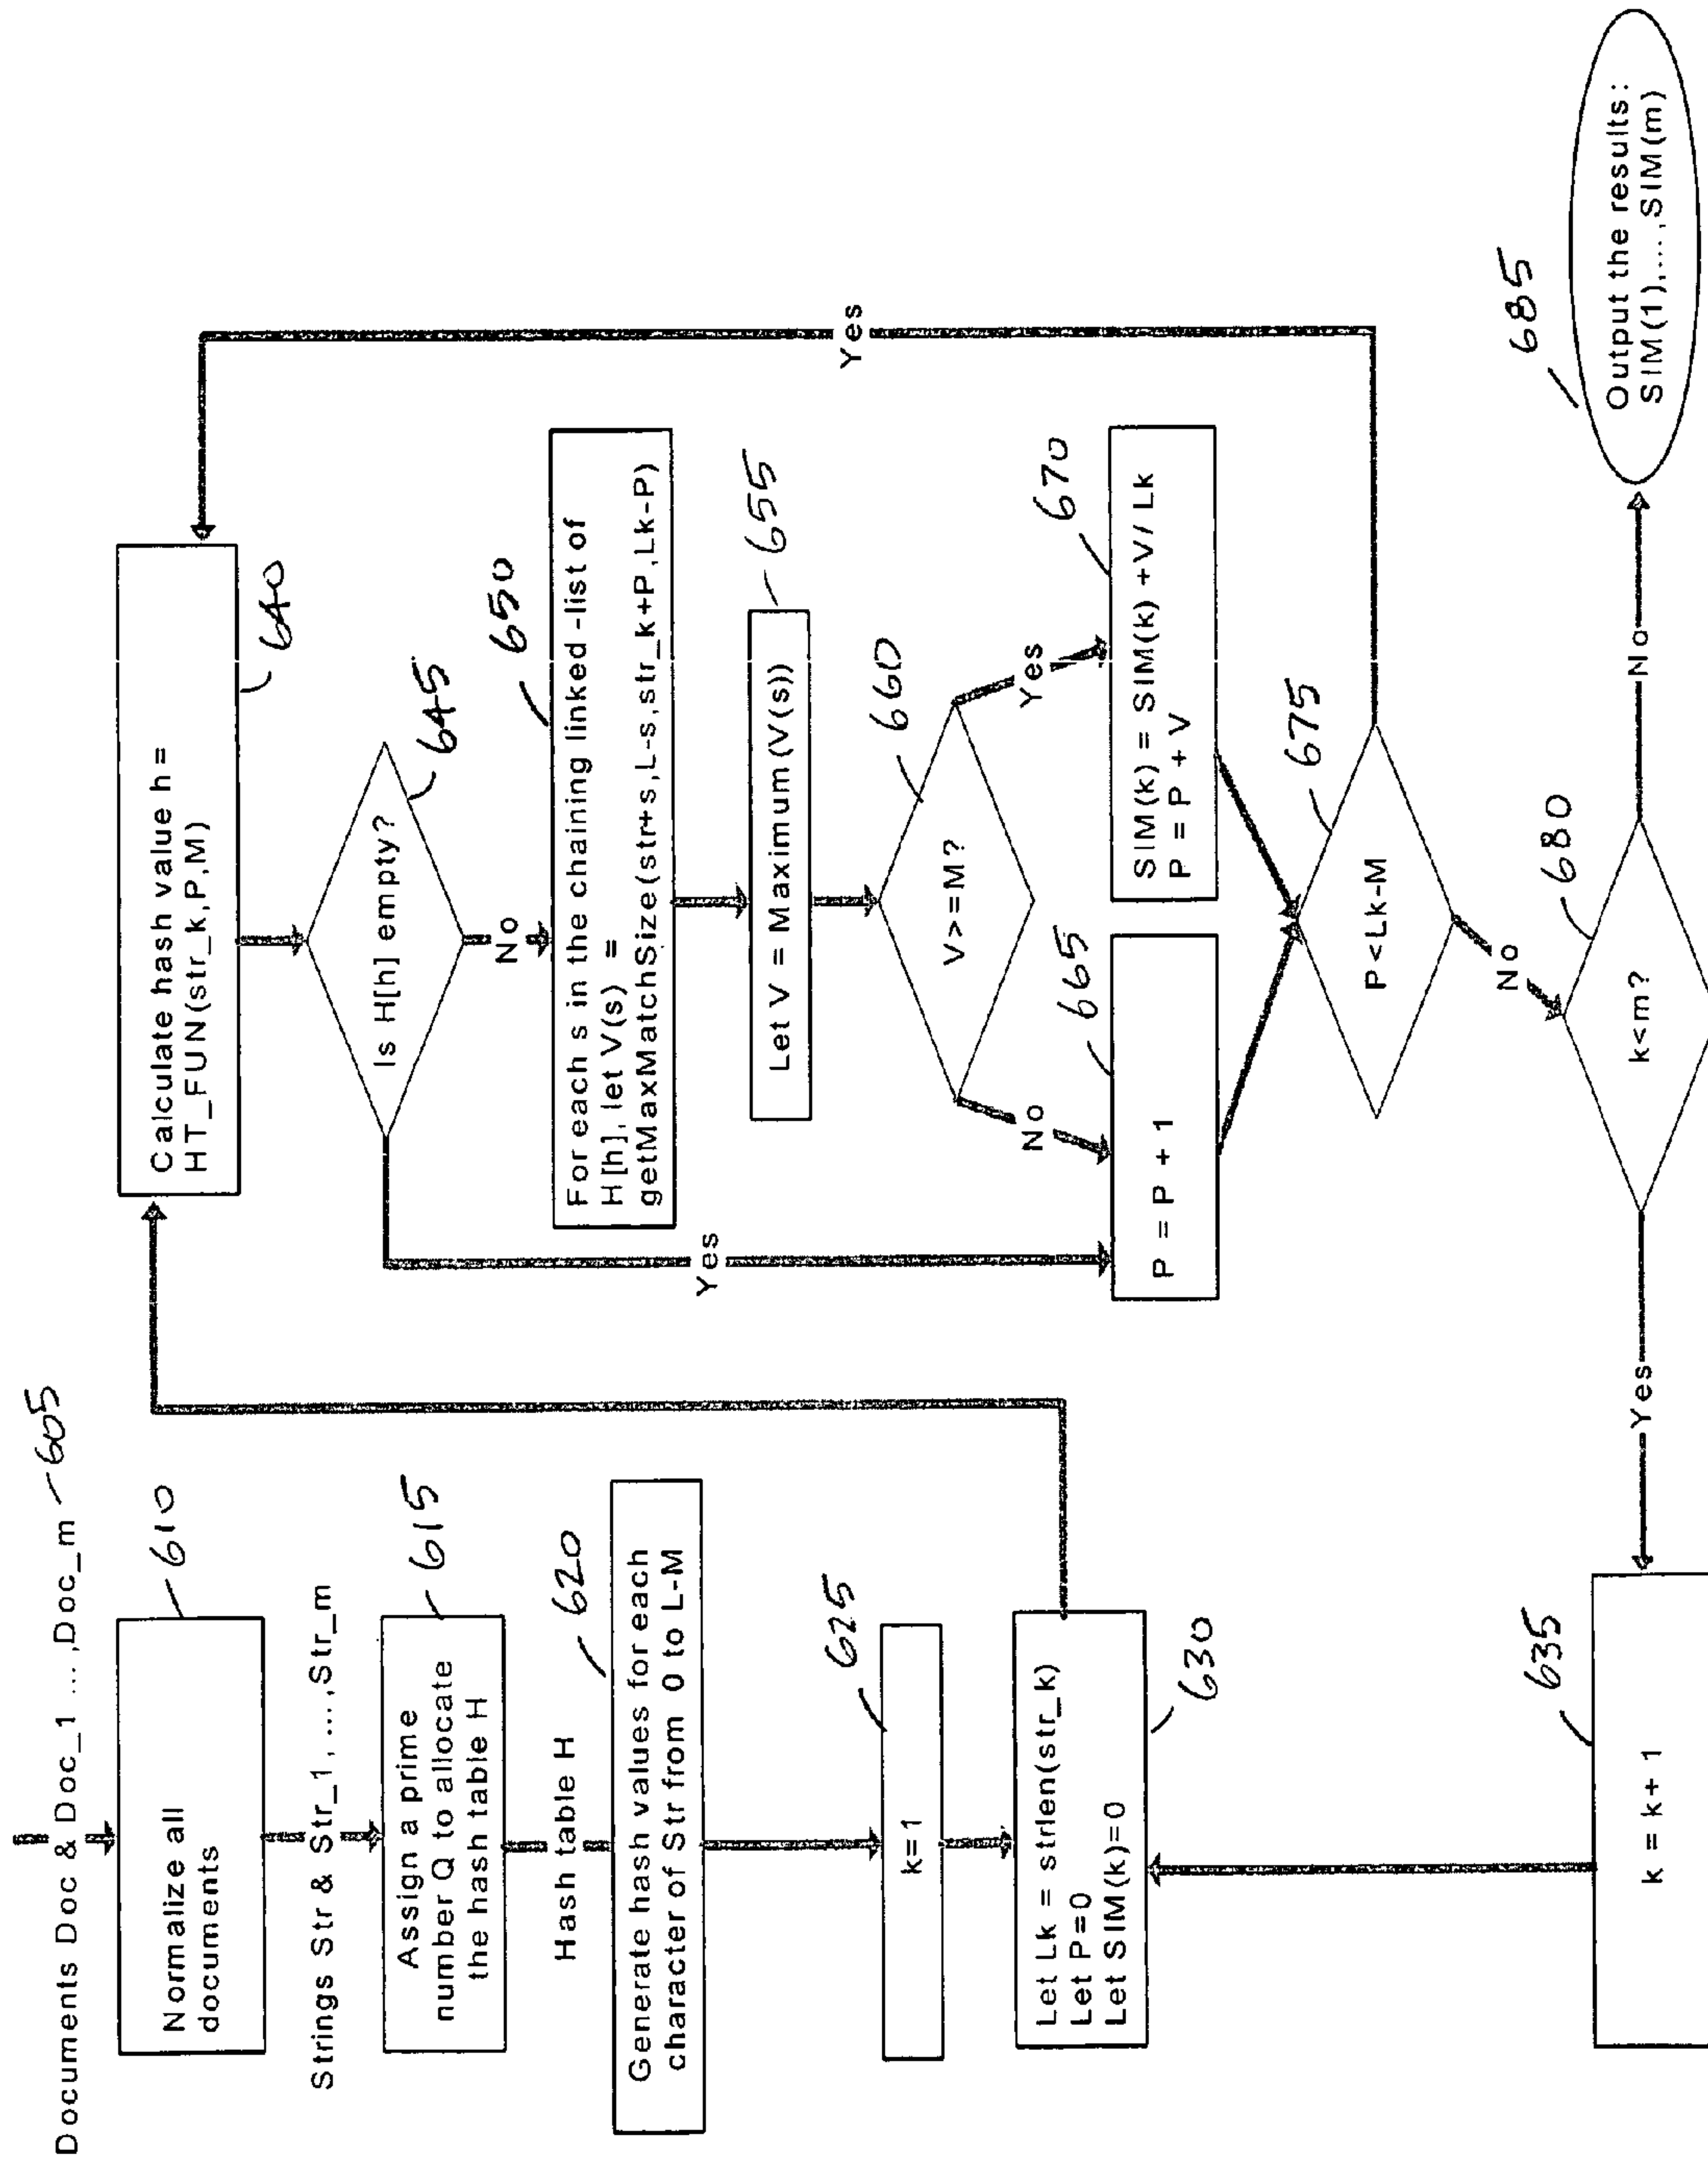 Documents Doc & Doc_1 ...,Doc_m
605
Normalize all
documents
610
Strings Str & Str_1,...,Str_m
Assign a prime
number Q to allocate
the hash table H
615
Hash table H
620
Generate hash values for each
character of Str from 0 to L-M
k=1
625
Let Lk = strlen(str_k)
Let P=0
Let SIM(k)=0
630
635
k = k+1
Calculate hash value h =
HT_FUN(str_k,P,M)
640
Is H[h] empty?
645
No
Yes
650
For each s in the chaining linked-list of
H[h], let V(s) =
getMaxMatchSize(str+s,L-s,str_k+P,Lk-P)
Let V = Maximum(V(s))
655
V>=M?
660
No
Yes
665
P = P + 1
670
SIM(k) = SIM(k) +V/Lk
P = P + V
P<Lk-M
675
Yes
No
k<m?
680
Yes
No
685
Output the results:
SIM(1),....,SIM(m)